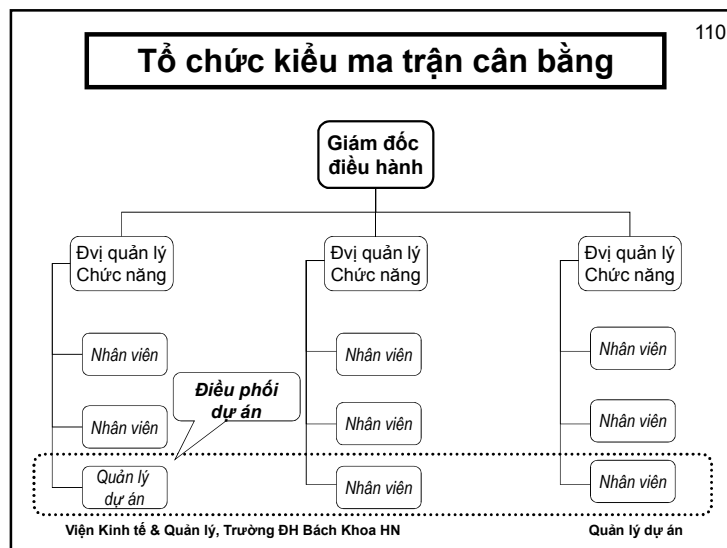 110
Tổ chức kiểu ma trận cân bằng
Giám đốc
điều hành
Đvị quản lý
Chức năng
Đvị quản lý
Chức năng
Đvị quản lý
Chức năng
Nhân viên
Nhân viên
Nhân viên
Điều phối
dự án
Nhân viên
Nhân viên
Nhân viên
Quản lý
dự án
Nhân viên
Nhân viên
Viện Kinh tế & Quản lý, Trường ĐH Bách Khoa HN
Quản lý dự án